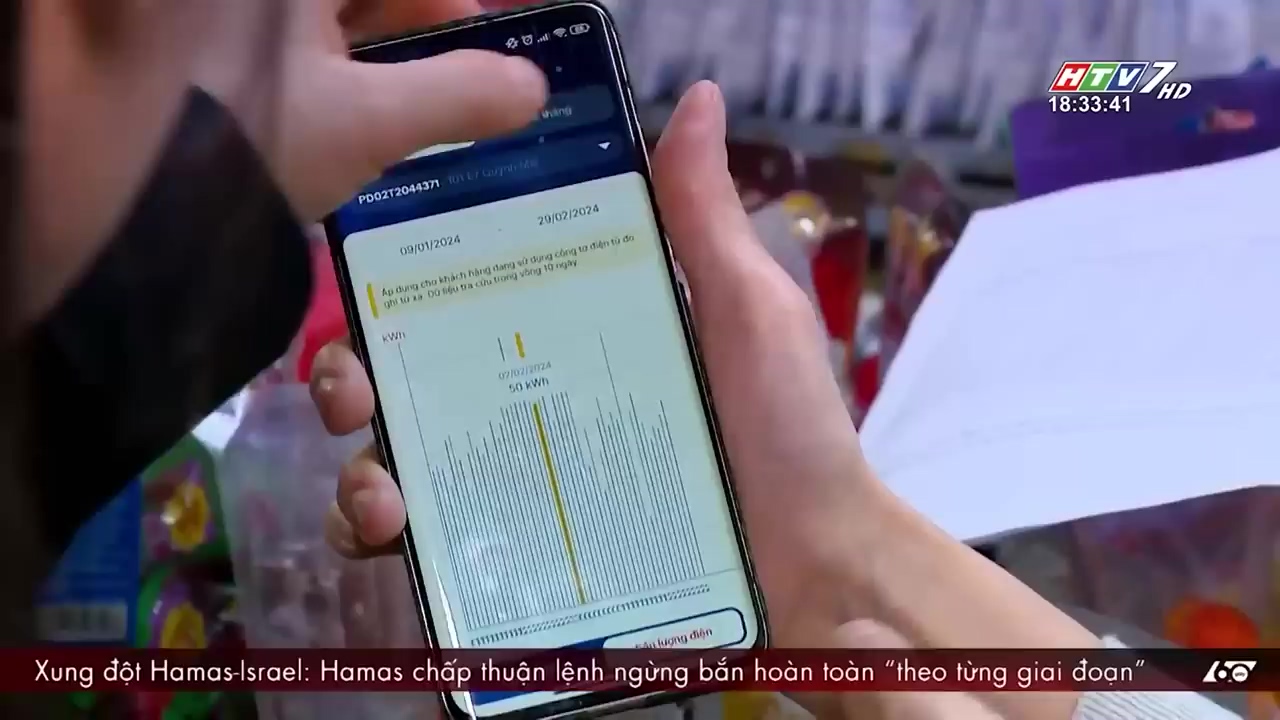 HTV7 HD
18:33:41
tháng
PD02T2044371
09/01/2024
29/02/2024
Áp dụng cho khách hàng đang sử dụng công tơ điện tử đo
ghi từ xa. Dữ liệu tra cứu trong vòng 10 ngày
kWh
02/02/2024
50 kWh
Sản lượng điện
Xung đột Hamas-Israel: Hamas chấp thuận lệnh ngừng bắn hoàn toàn “theo từng giai đoạn”
60